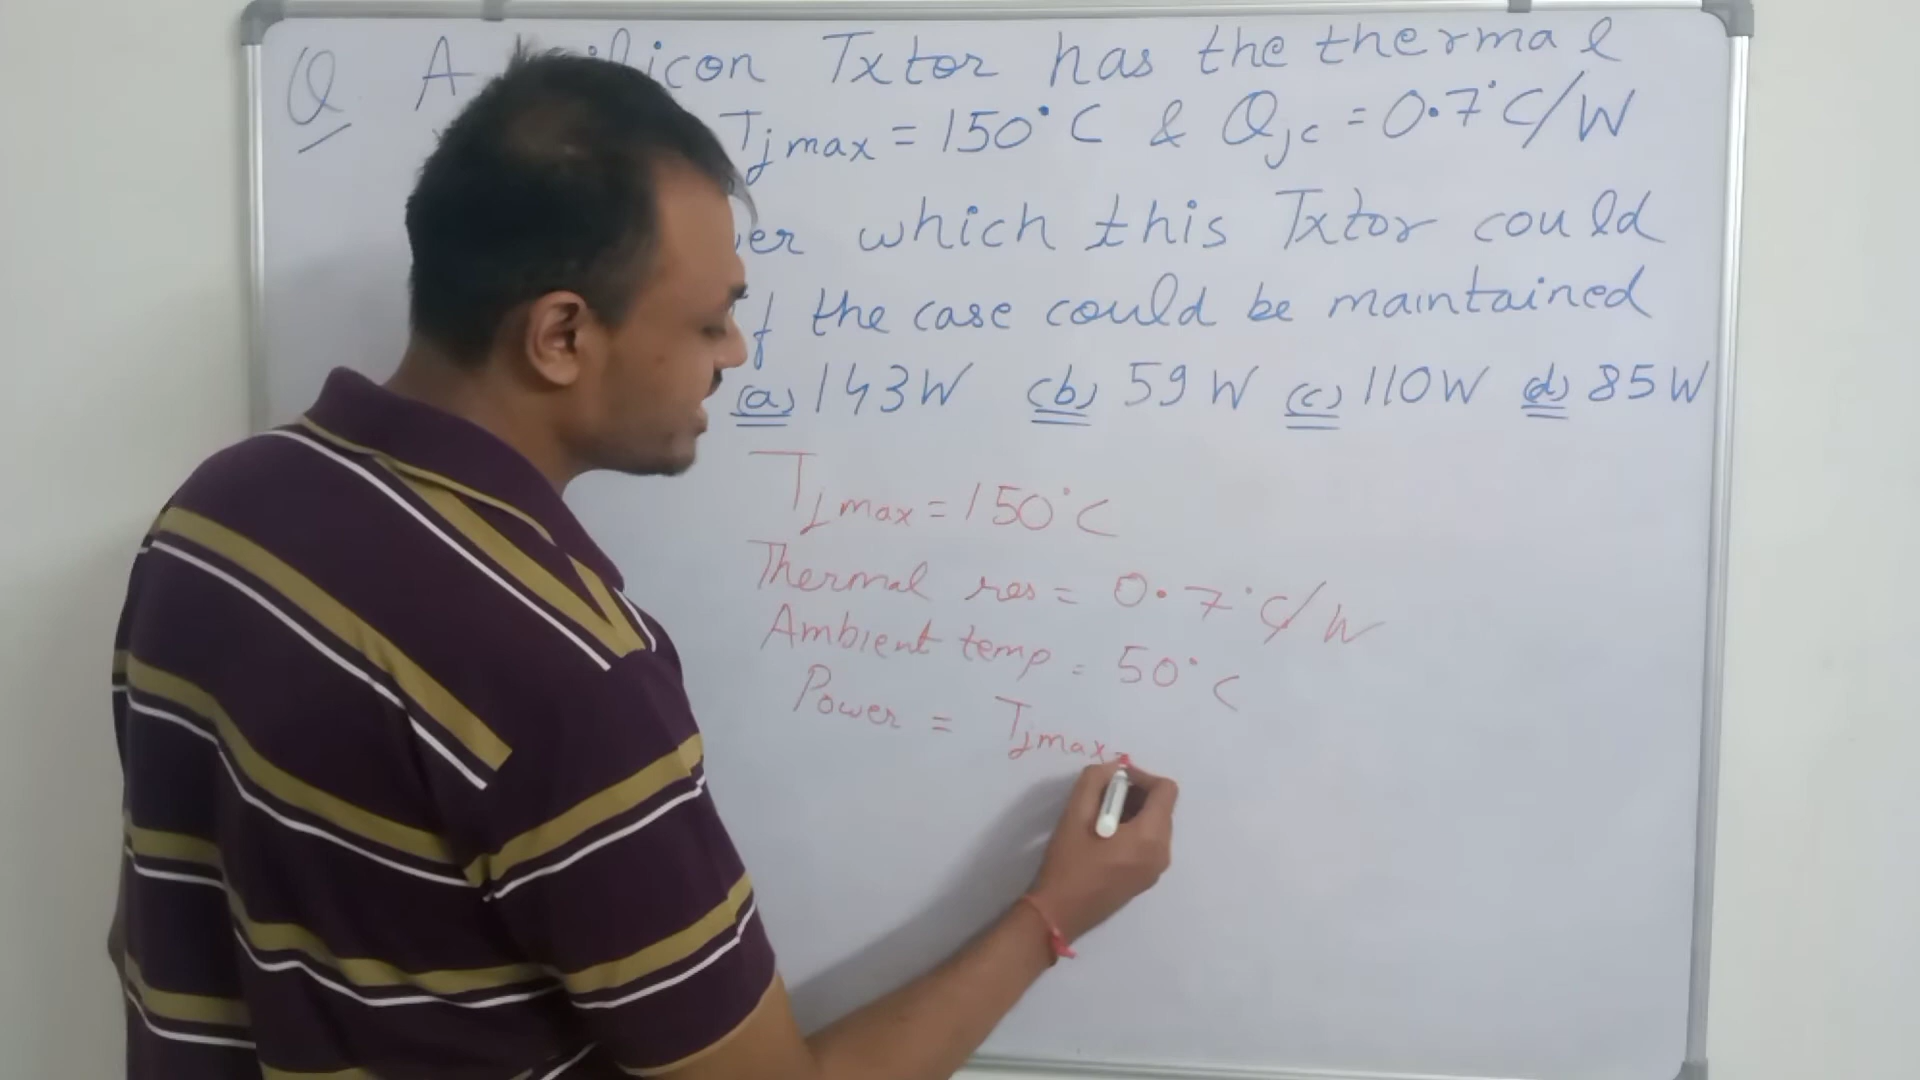 Q A icon Txtor has the thermal
Tjmax = 150°C & Qjc = 0.7°C/W
which this Txtor could
the case could be maintained
(a) 143W (b) 59W (c) 110W (d) 85W
Tjmax = 150°C
Thermal res = 0.7°C/W
Ambient temp = 50°C
Power = Tjmax-